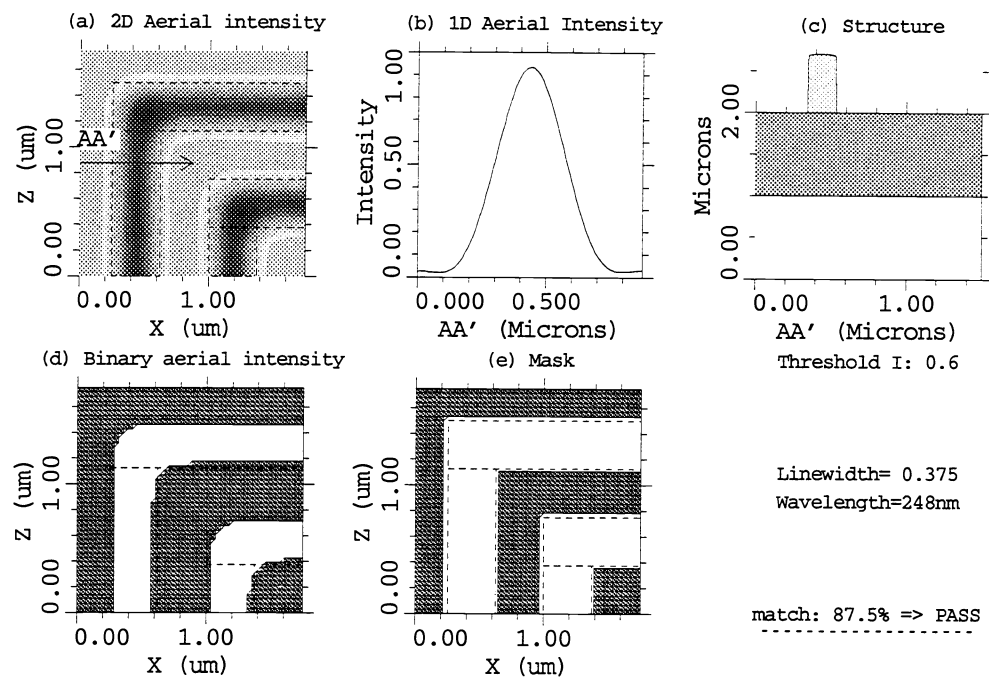 (a) 2D Aerial intensity
Z (um)
1.00
0.00
AA'
0.00 1.00
X (um)
(b) 1D Aerial Intensity
Intensity
1.00
0.50
0.00
0.000 0.500
AA' (Microns)
(c) Structure
Microns
2.00
0.00
0.00 1.00
AA' (Microns)
Threshold I: 0.6
(d) Binary aerial intensity
Z (um)
1.00
0.00
0.00 1.00
X (um)
(e) Mask
Z (um)
1.00
0.00
0.00 1.00
X (um)
Linewidth= 0.375
Wavelength=248nm
match: 87.5% => PASS